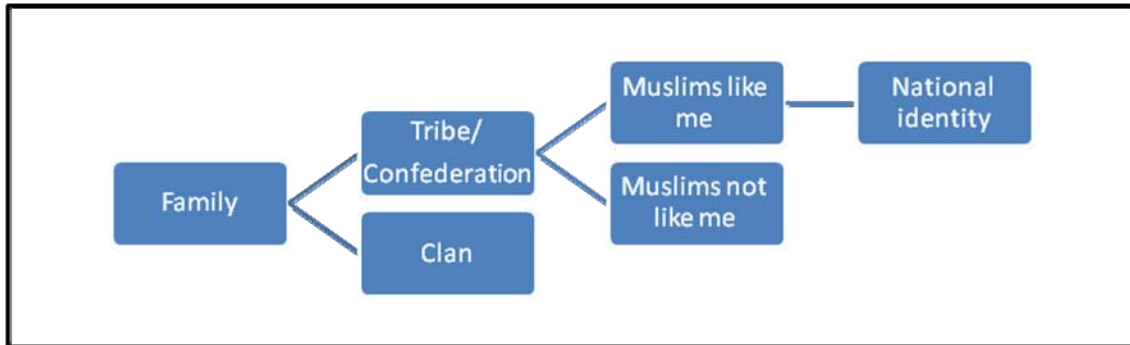 Family
Tribe/
Confederation
Clan
Muslims like
me
Muslims not
like me
National
identity